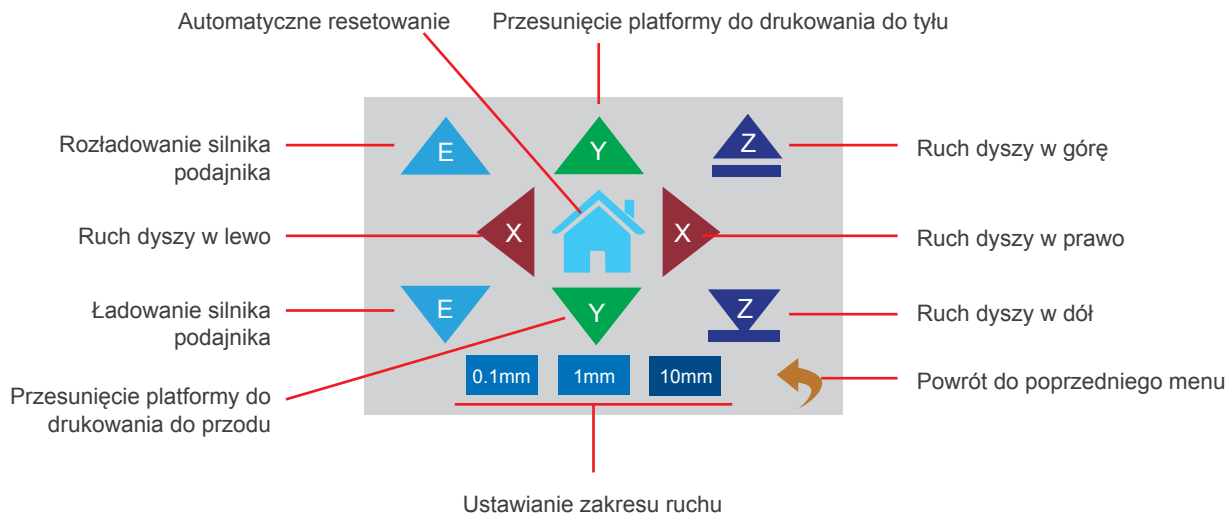 Automatyczne resetowanie
Przesunięcie platformy do drukowania do tyłu
Rozładowanie silnika
podajnika
E
Y
Z
Ruch dyszy w górę
Ruch dyszy w lewo
X
X
Ruch dyszy w prawo
Ładowanie silnika
podajnika
E
Y
Z
Ruch dyszy w dół
0.1mm
1mm
10mm
Powrót do poprzedniego menu
Przesunięcie platformy do
drukowania do przodu
Ustawianie zakresu ruchu